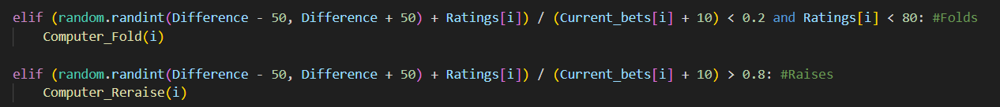 elif (random.randint(Difference - 50, Difference + 50) + Ratings[i]) / (Current_bets[i] + 10) < 0.2 and Ratings[i] < 80: #Folds
    Computer_Fold(i)
elif (random.randint(Difference - 50, Difference + 50) + Ratings[i]) / (Current_bets[i] + 10) > 0.8: #Raises
    Computer_Reraise(i)